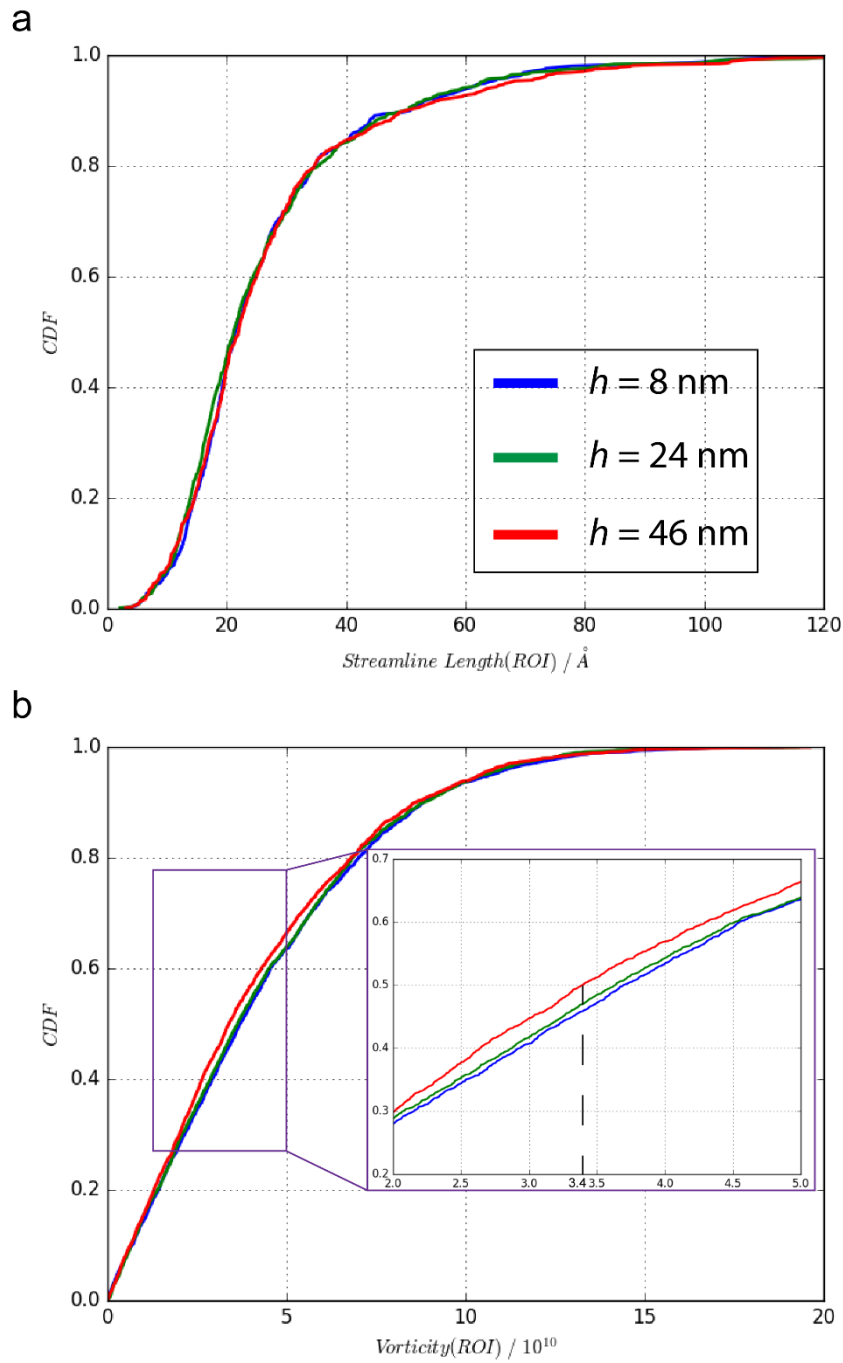 a
1.0
0.8
0.6
0.4
0.2
0.0
CDF
h = 8 nm
h = 24 nm
h = 46 nm
0 20 40 60 80 100 120
Streamline Length(ROI) / Å
b
1.0
0.8
0.6
0.4
0.2
0.0
CDF
0.7
0.6
0.5
0.4
0.3
0.2
2.0 2.5 3.0 3.4 3.5 4.0 4.5 5.0
0 5 10 15 20
Vorticity(ROI) / 10¹⁰